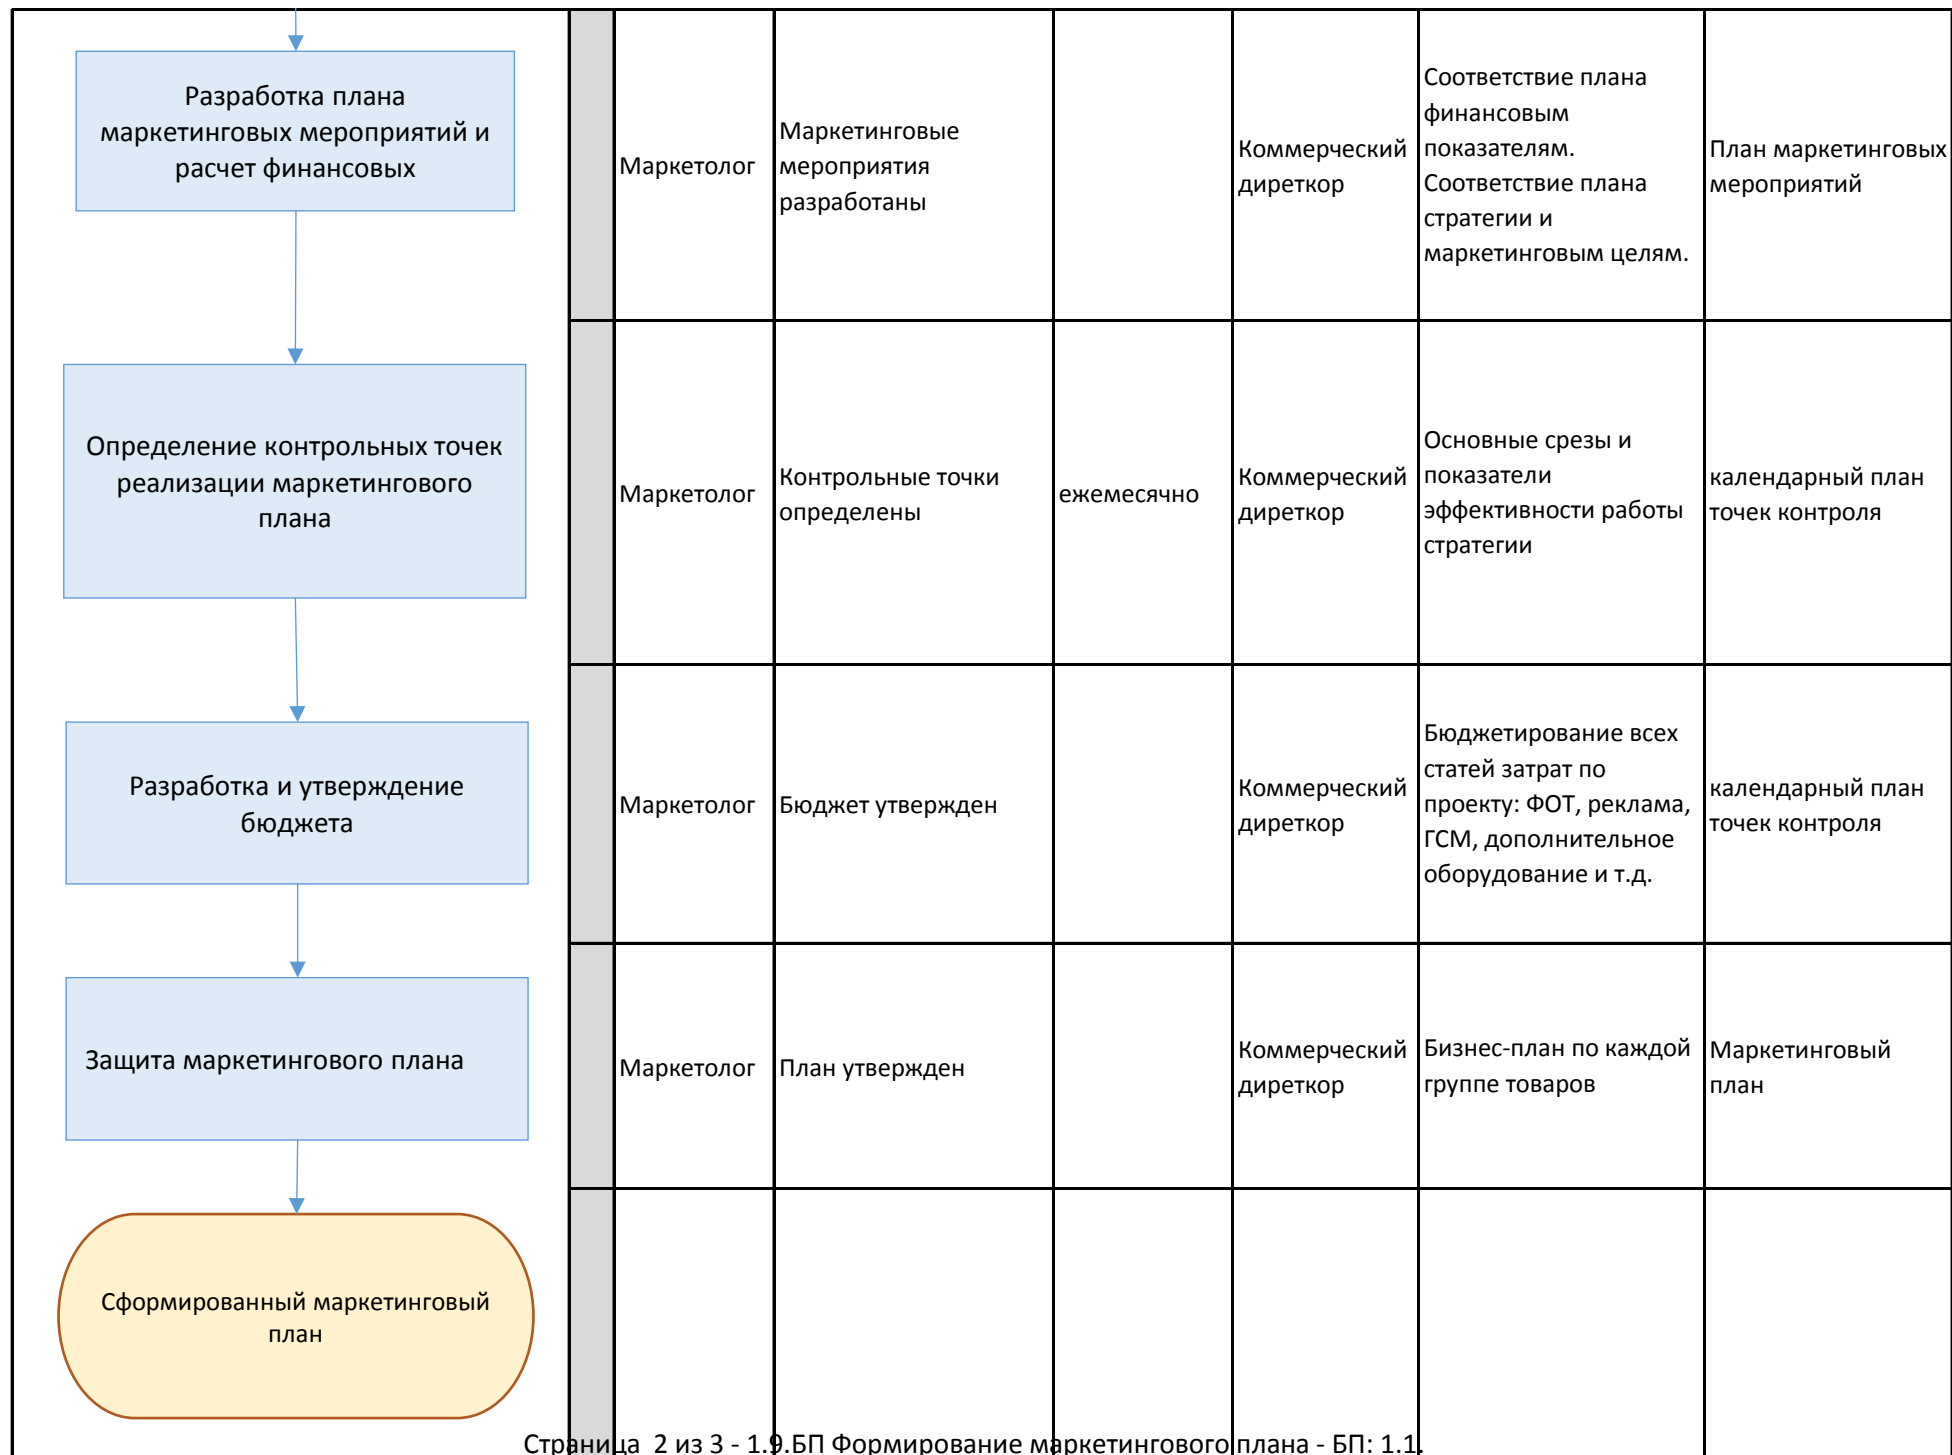 Разработка плана
маркетинговых мероприятий и
расчет финансовых
Маркетолог
Маркетинговые
мероприятия
разработаны
Коммерческий
диреткор
Соответствие плана
финансовым
показателям.
Соответствие плана
стратегии и
маркетинговым целям.
План маркетинговых
мероприятий
Определение контрольных точек
реализации маркетингового
плана
Маркетолог
Контрольные точки
определены
ежемесячно
Коммерческий
диреткор
Основные срезы и
показатели
эффективности работы
стратегии
календарный план
точек контроля
Разработка и утверждение
бюджета
Маркетолог
Бюджет утвержден
Коммерческий
диреткор
Бюджетирование всех
статей затрат по
проекту: ФОТ, реклама,
ГСМ, дополнительное
оборудование и т.д.
календарный план
точек контроля
Защита маркетингового плана
Маркетолог
План утвержден
Коммерческий
диреткор
Бизнес-план по каждой
группе товаров
Маркетинговый
план
Сформированный маркетинговый
план
Страница 2 из 3 - 1.9.БП Формирование маркетингового плана - БП: 1.1.